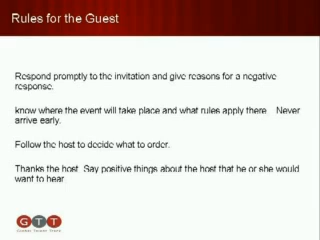 Rules for the Guest
Respond promptly to the invitation and give reasons for a negative
response.
know where the event will take place and what rules apply there. Never
arrive early.
Follow the host to decide what to order.
Thanks the host. Say positive things about the host that he or she would
want to hear
GTT